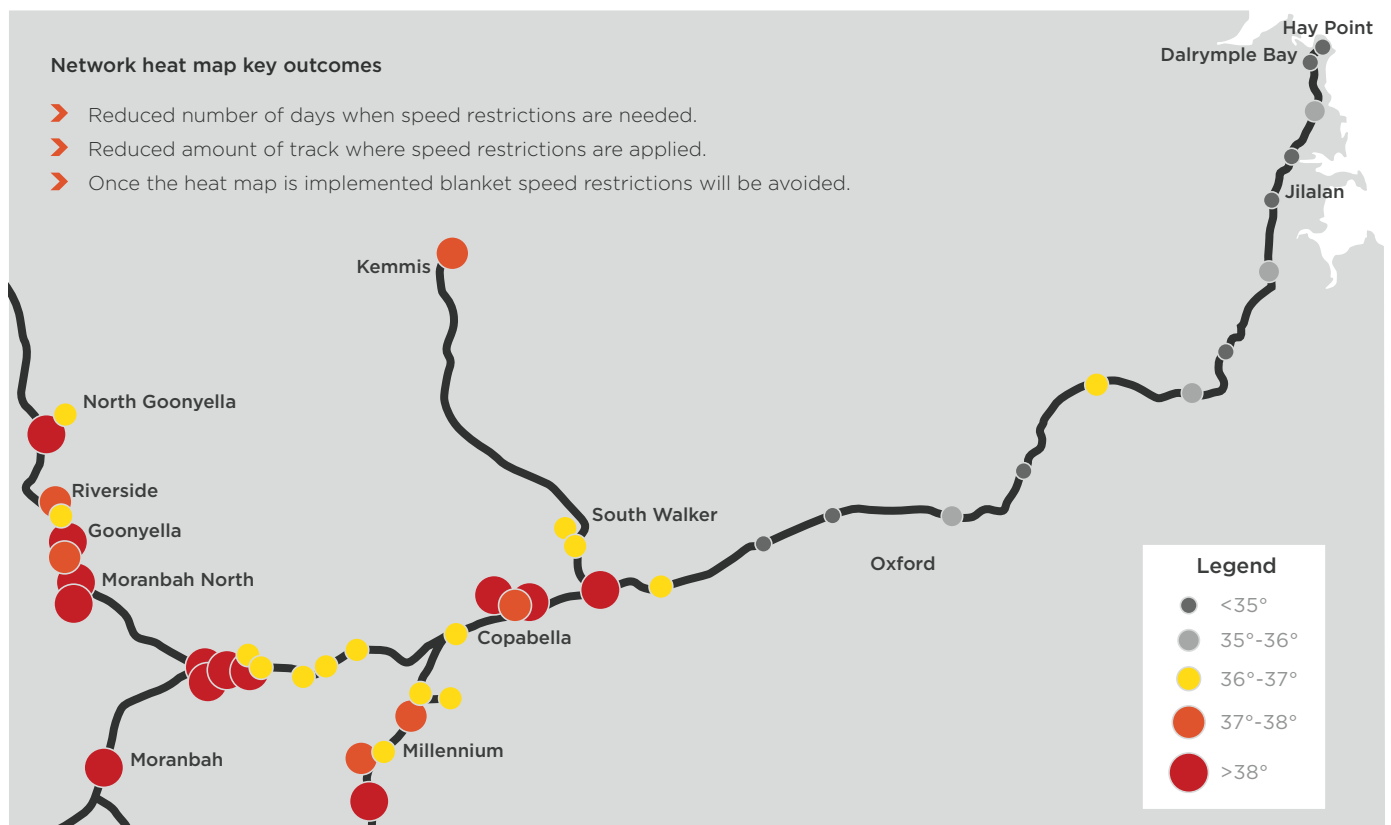 Hay Point
Dalrymple Bay
Network heat map key outcomes
Reduced number of days when speed restrictions are needed.
Reduced amount of track where speed restrictions are applied.
Once the heat map is implemented blanket speed restrictions will be avoided.
Jilalan
Kemmis
North Goonyella
Riverside
South Walker
Goonyella
Oxford
Moranbah North
Copabella
Millennium
Moranbah
Legend
<35°
35°-36°
36°-37°
37°-38°
>38°